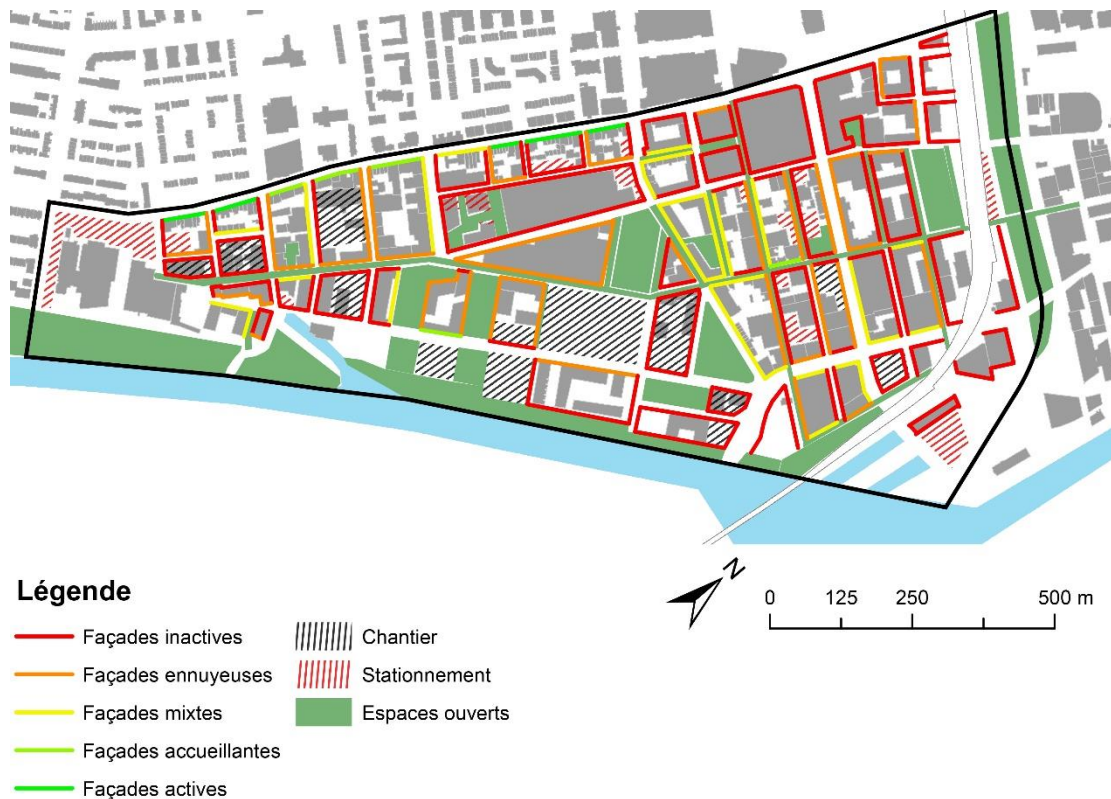 N
0 125 250 500 m
Légende
Façades inactives
Façades ennuyeuses
Façades mixtes
Façades accueillantes
Façades actives
Chantier
Stationnement
Espaces ouverts